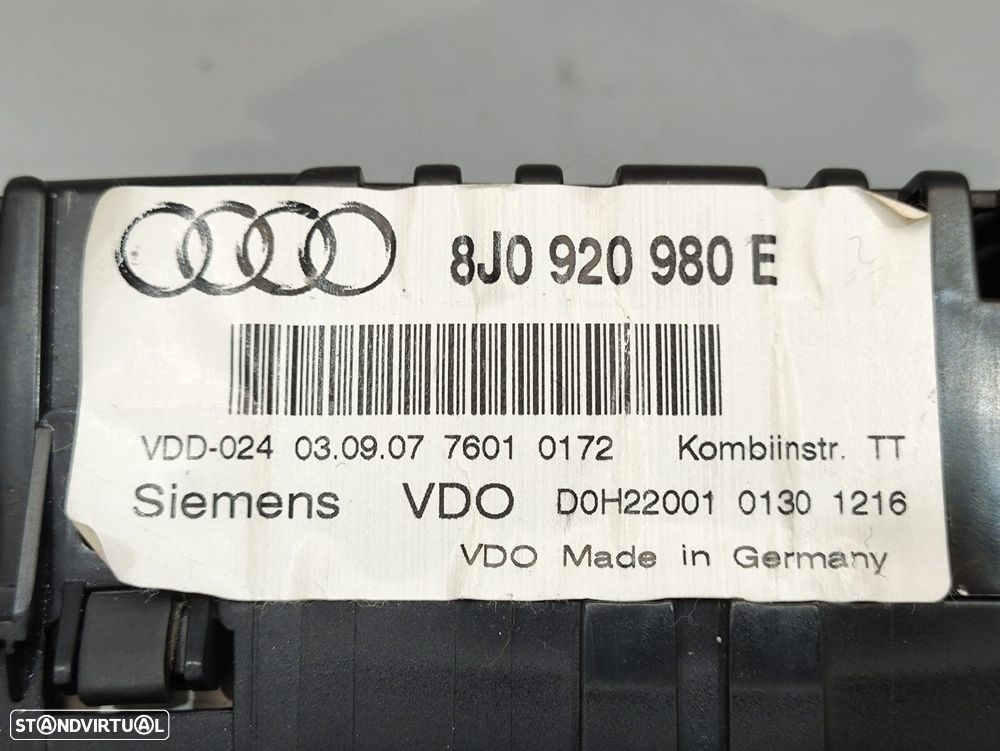 8J0 920 980 E
VDD-024 03.09.07 7601 0172 Kombiinstr. TT
Siemens VDO D0H22001 0130 1216
VDO Made in Germany
STANDVIRTUAL